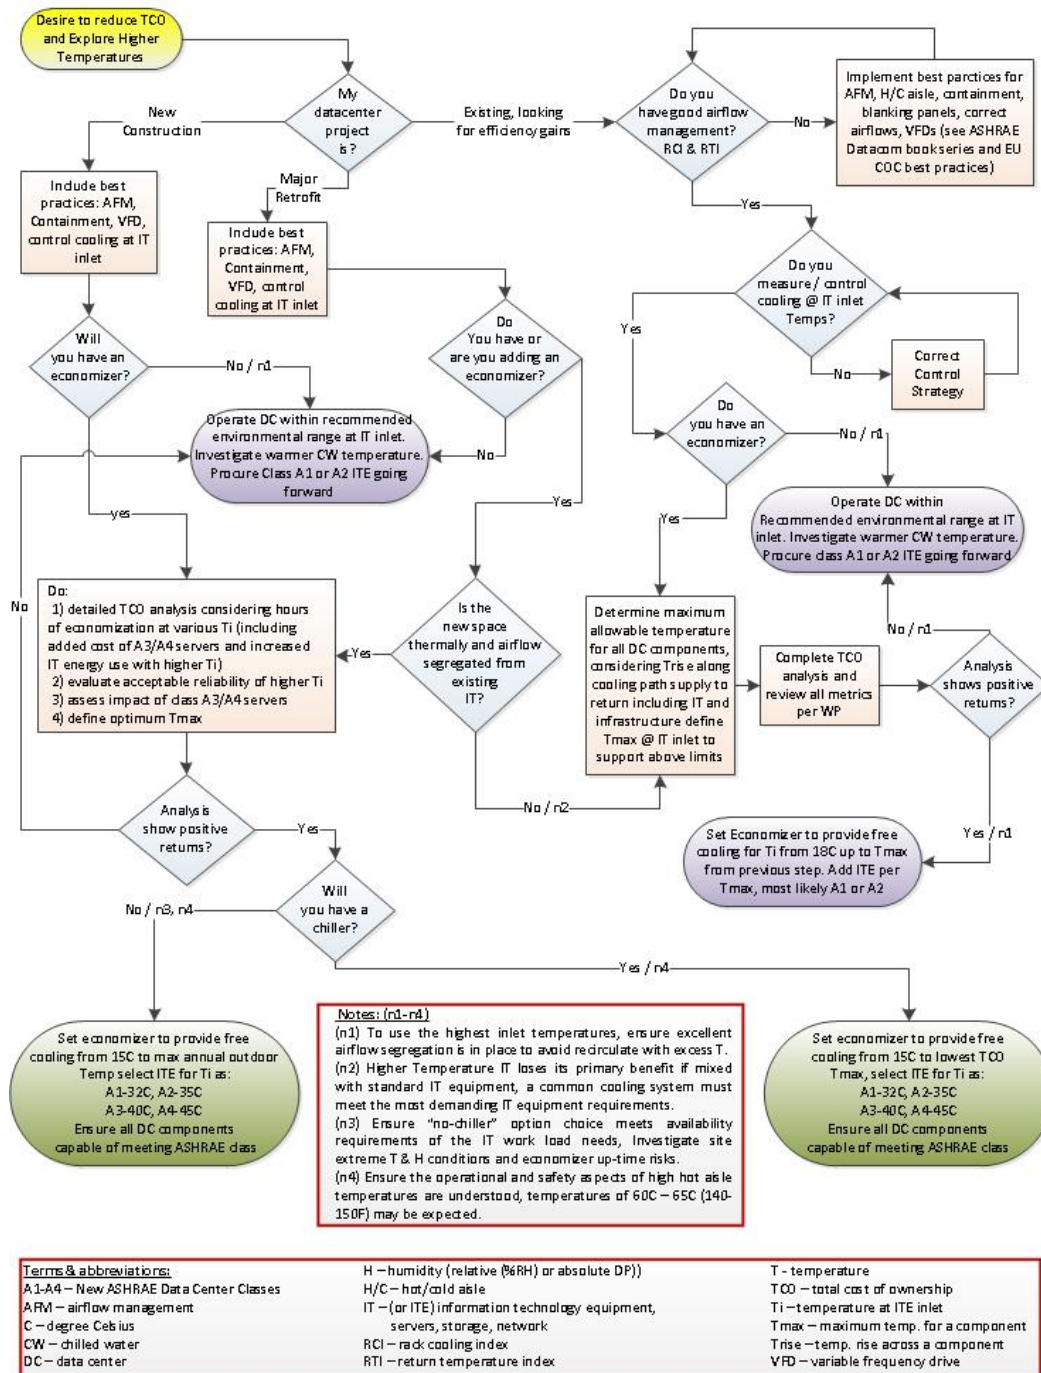 Desire to reduce TCO
and Explore Higher
Temperatures
My
datacenter
project
is?
New
Construction
Existing, looking
for efficiency gains
Major
Retrofit
Do you
have good airflow
management?
RCI & RTI
No
Implement best parctices for
AFM, H/C aisle, containment,
blanking panels, correct
airflows, VFDs (see ASHRAE
Datacom book series and EU
COC best practices)
Yes
Include best
practices: AFM,
Containment, VFD,
control cooling at IT
inlet
Include best
practices: AFM,
Containment,
VFD, control
cooling at IT inlet
Do you
measure / control
cooling @ IT inlet
Temps?
Yes
No
Correct
Control
Strategy
Will
you have an
economizer?
No / n1
Do
You have or
are you adding an
economizer?
No
Yes
Operate DC within recommended
environmental range at IT inlet.
Investigate warmer CW temperature.
Procure Class A1 or A2 ITE going
forward
Do
you have an
economizer?
No / n1
Yes
Operate DC within
Recommended environmental range at IT
inlet. Investigate warmer CW temperature.
Procure class A1 or A2 ITE going forward
yes
No
Do:
1) detailed TCO analysis considering hours
of economization at various Ti (including
added cost of A3/A4 servers and increased
IT energy use with higher Ti)
2) evaluate acceptable reliability of higher Ti
3) assess impact of class A3/A4 servers
4) define optimum Tmax
Yes
Is the
new space
thermally and airflow
segregated from
existing
IT?
No / n2
Determine maximum
allowable temperature
for all DC components,
considering Trise along
cooling path supply to
return including IT and
infrastructure define
Tmax @ IT inlet to
support above limits
Complete TCO
analysis and
review all metrics
per WP
No / n1
Analysis
shows positive
returns?
Yes / n1
Set Economizer to provide free
cooling for Ti from 18C up to Tmax
from previous step. Add ITE per
Tmax, most likely A1 or A2
Analysis
show positive
returns?
Yes
Will
you have a
chiller?
No / n3, n4
Yes / n4
Set economizer to provide free
cooling from 15C to max annual outdoor
Temp select ITE for Ti as:
A1-32C, A2-35C
A3-40C, A4-45C
Ensure all DC components
capable of meeting ASHRAE class
Notes: (n1-n4)
(n1) To use the highest inlet temperatures, ensure excellent
airflow segregation is in place to avoid recirculate with excess T.
(n2) Higher Temperature IT loses its primary benefit if mixed
with standard IT equipment, a common cooling system must
meet the most demanding IT equipment requirements.
(n3) Ensure "no-chiller" option choice meets availability
requirements of the IT work load needs, Investigate site
extreme T & H conditions and economizer up-time risks.
(n4) Ensure the operational and safety aspects of high hot aisle
temperatures are understood, temperatures of 60C – 65C (140-
150F) may be expected.
Set economizer to provide free
cooling from 15C to lowest TCO
Tmax, select ITE for Ti as:
A1-32C, A2-35C
A3-40C, A4-45C
Ensure all DC components
capable of meeting ASHRAE class
Terms & abbreviations:
A1-A4 – New ASHRAE Data Center Classes
AFM – airflow management
C – degree Celsius
CW – chilled water
DC – data center
H – humidity (relative (%RH) or absolute DP))
H/C – hot/cold aisle
IT – (or ITE) information technology equipment,
servers, storage, network
RCI – rack cooling index
RTI – return temperature index
T - temperature
TCO – total cost of ownership
Ti – temperature at ITE inlet
Tmax – maximum temp. for a component
Trise – temp. rise across a component
VFD – variable frequency drive